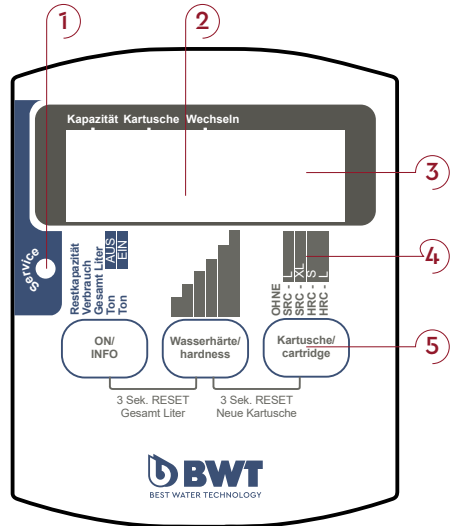 1
2
Kapazität Kartusche Wechseln
3
4
5
Service
Restkapazität
Verbrauch
Gesamt Liter
Ton AUS
Ton EIN
OHNE
SRC - L
SRC - XL
HRC - S
HRC - L
ON/
INFO
Wasserhärte/
hardness
Kartusche/
cartridge
3 Sek. RESET
Gesamt Liter
3 Sek. RESET
Neue Kartusche
BWT
BEST WATER TECHNOLOGY